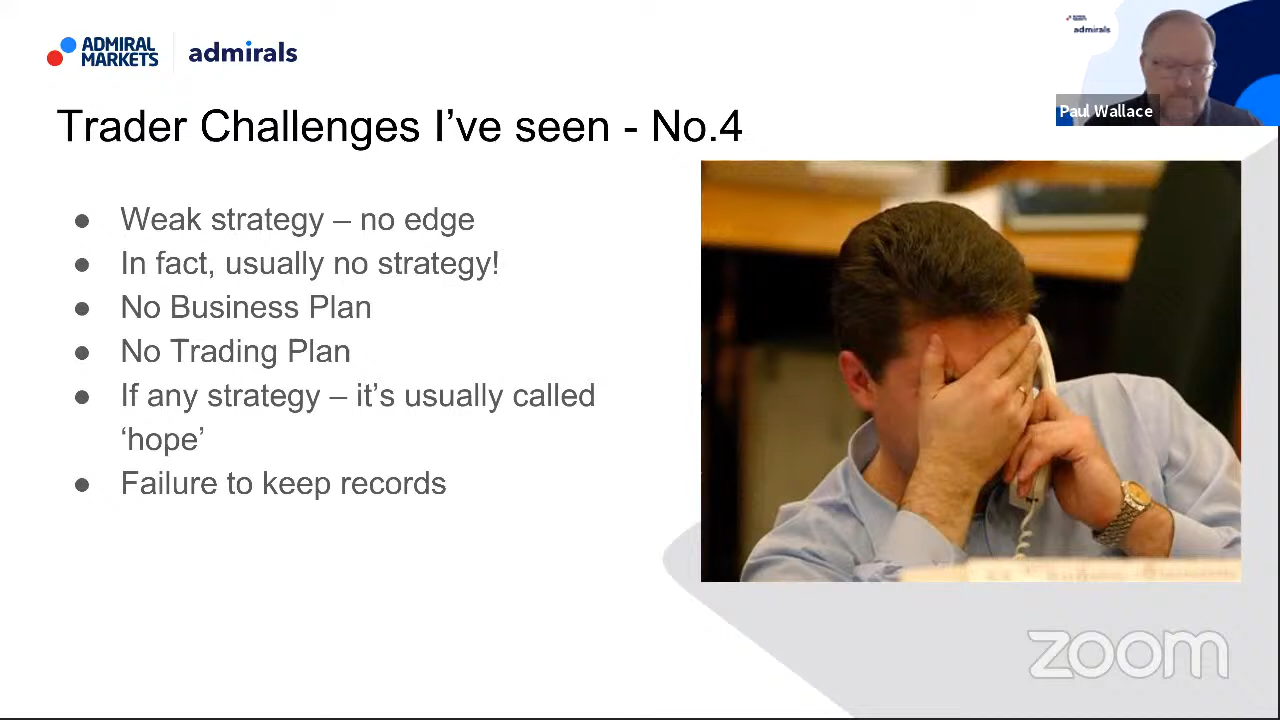 ADMIRAL
MARKETS
admirals
admirals
Paul Wallace
Trader Challenges I’ve seen - No.4
● Weak strategy – no edge
● In fact, usually no strategy!
● No Business Plan
● No Trading Plan
● If any strategy – it’s usually called
‘hope’
● Failure to keep records
zoom